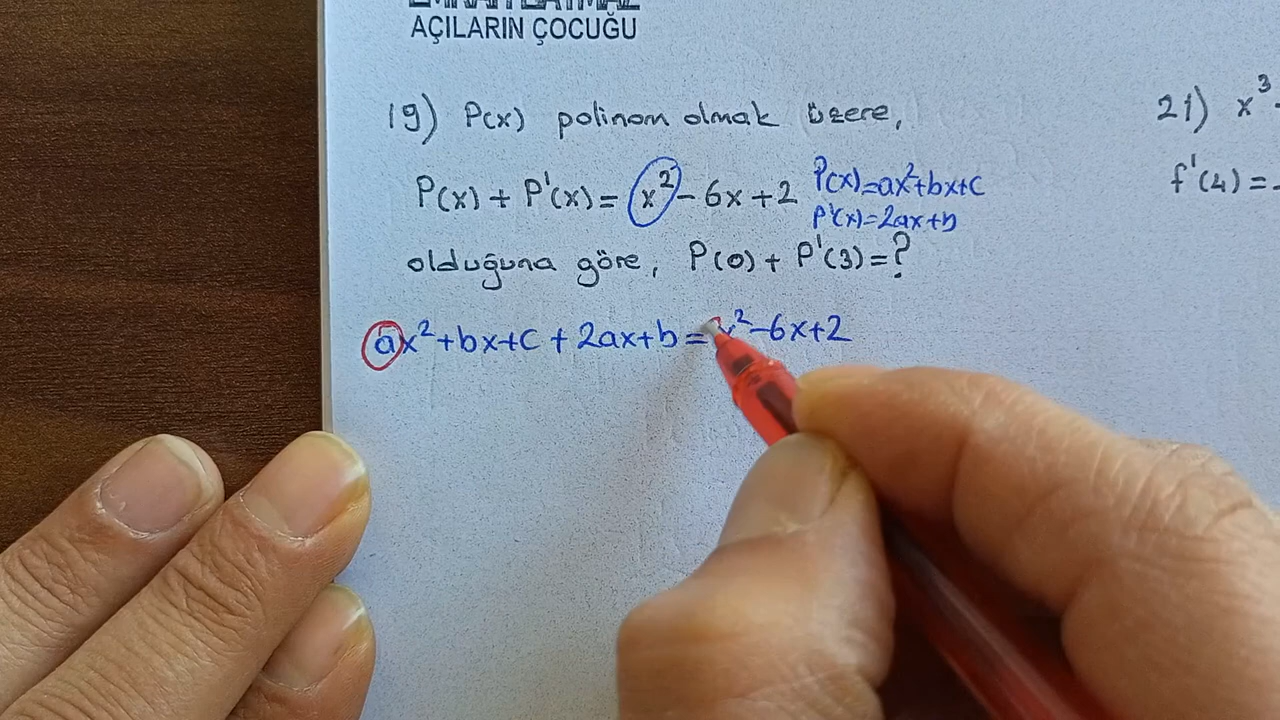 AÇILARIN ÇOCUĞU
19) P(x) polinom olmak üzere,
P(x) + P'(x) = x² - 6x + 2
P(x)=ax²+bx+c
P'(x)=2ax+b
olduğuna göre, P(0) + P'(3) = ?
ax²+bx+c + 2ax+b = x²-6x+2
21) x³
f'(4) =